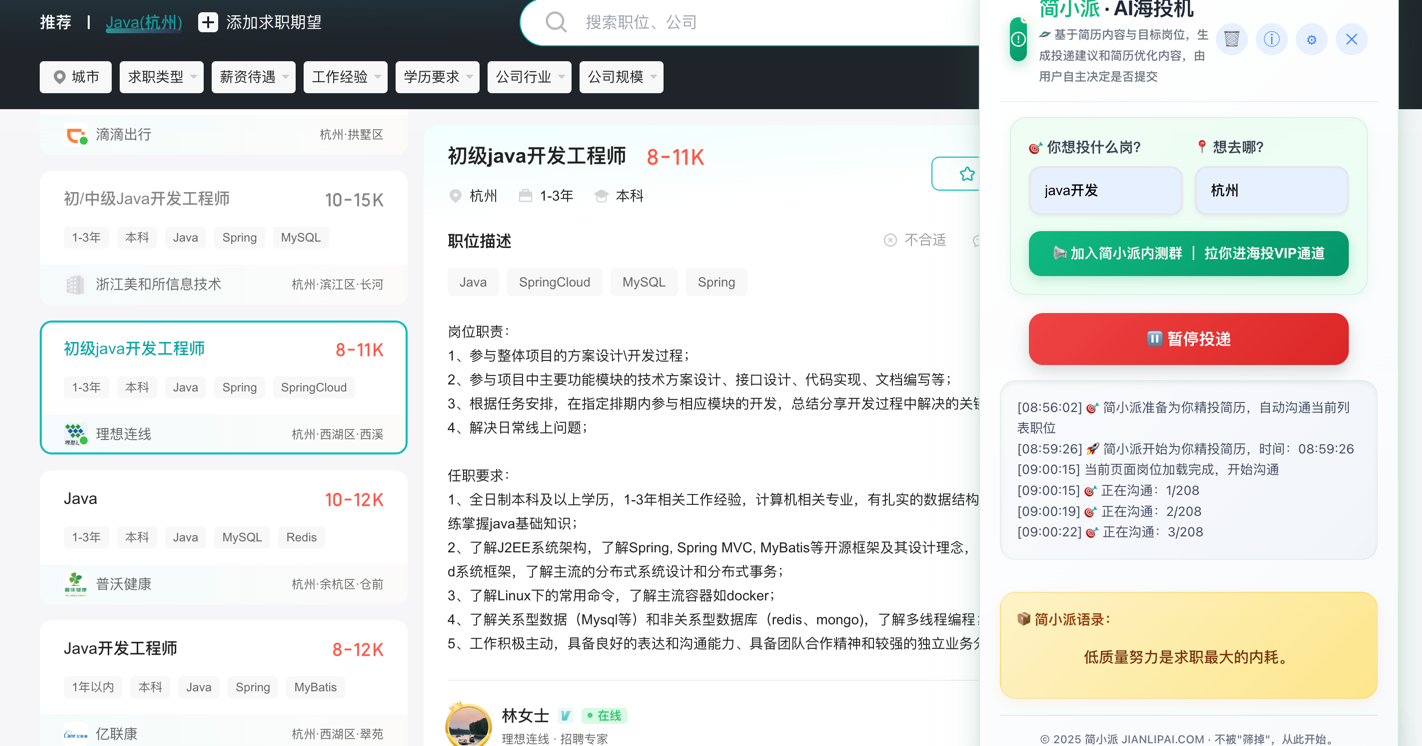 推荐
Java(杭州)
添加求职期望
搜索职位、公司
城市
求职类型
薪资待遇
工作经验
学历要求
公司行业
公司规模
滴滴出行
杭州·拱墅区
初/中级Java开发工程师
10-15K
1-3年
本科
Java
Spring
MySQL
浙江美和所信息技术
杭州·滨江区·长河
初级java开发工程师
8-11K
1-3年
本科
Java
Spring
SpringCloud
理想连线
杭州·西湖区·西溪
Java
10-12K
1-3年
本科
Java
MySQL
Redis
普沃健康
杭州·余杭区·仓前
Java开发工程师
8-12K
1年以内
本科
Java
Spring
MyBatis
亿联康
杭州·西湖区·翠苑
初级java开发工程师
8-11K
杭州
1-3年
本科
职位描述
不合适
Java
SpringCloud
MySQL
Spring
岗位职责:
1、参与整体项目的方案设计\开发过程；
2、参与项目中主要功能模块的技术方案设计、接口设计、代码实现、文档编写等；
3、根据任务安排，在指定排期内参与相应模块的开发，总结分享开发过程中解决的关
4、解决日常线上问题；
任职要求:
1、全日制本科及以上学历，1-3年相关工作经验，计算机相关专业，有扎实的数据结构
练掌握java基础知识；
2、了解J2EE系统架构，了解Spring, Spring MVC, MyBatis等开源框架及其设计理念，
d系统框架，了解主流的分布式系统设计和分布式事务；
3、了解Linux下的常用命令，了解主流容器如docker；
4、了解关系型数据（Mysql等）和非关系型数据库（redis、mongo)，了解多线程编程
5、工作积极主动，具备良好的表达和沟通能力、具备团队合作精神和较强的独立业务
林女士
在线
理想连线 · 招聘专家
简小派 · AI海投机
基于简历内容与目标岗位，生
成投递建议和简历优化内容，由
用户自主决定是否提交
你想投什么岗?
想去哪?
java开发
杭州
加入简小派内测群 ｜ 拉你进海投VIP通道
暂停投递
[08:56:02] 🎯 简小派准备为你精投简历，自动沟通当前列
表职位
[08:59:26] 🚀 简小派开始为你精投简历，时间：08:59:26
[09:00:15] 当前页面岗位加载完成，开始沟通
[09:00:15] 🎯 正在沟通：1/208
[09:00:19] 🎯 正在沟通：2/208
[09:00:22] 🎯 正在沟通：3/208
简小派语录：
低质量努力是求职最大的内耗。
© 2025 简小派 JIANLIPAI.COM · 不被"筛掉"，从此开始。